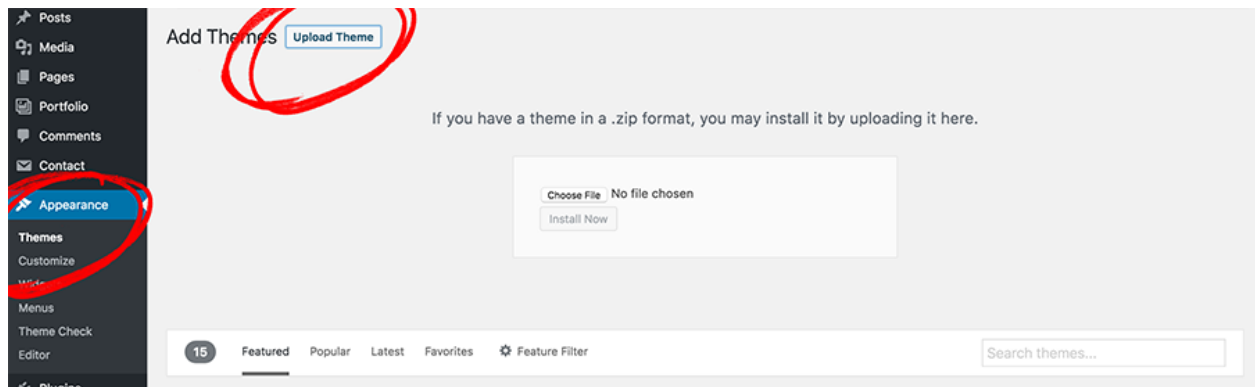 Posts
Media
Pages
Portfolio
Comments
Contact
Appearance
Themes
Customize
Menus
Theme Check
Editor
Plugins
Add Themes Upload Theme
If you have a theme in a .zip format, you may install it by uploading it here.
Choose File No file chosen
Install Now
15 Featured Popular Latest Favorites Feature Filter Search themes...